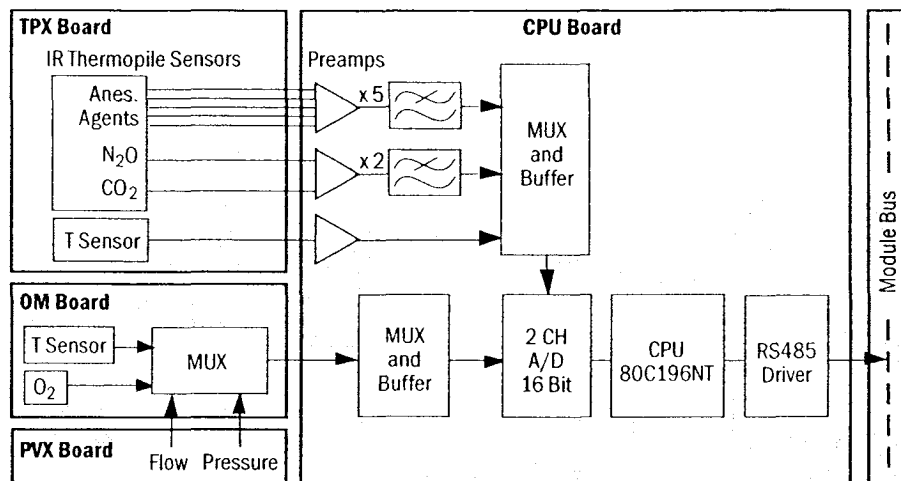 TPX Board
IR Thermopile Sensors
Anes.
Agents
N₂O
CO₂
T Sensor
OM Board
T Sensor
O₂
MUX
PVX Board
Flow
Pressure
CPU Board
Preamps
x 5
x 2
MUX
and
Buffer
MUX
and
Buffer
2 CH
A/D
16 Bit
CPU
80C196NT
RS485
Driver
Module Bus